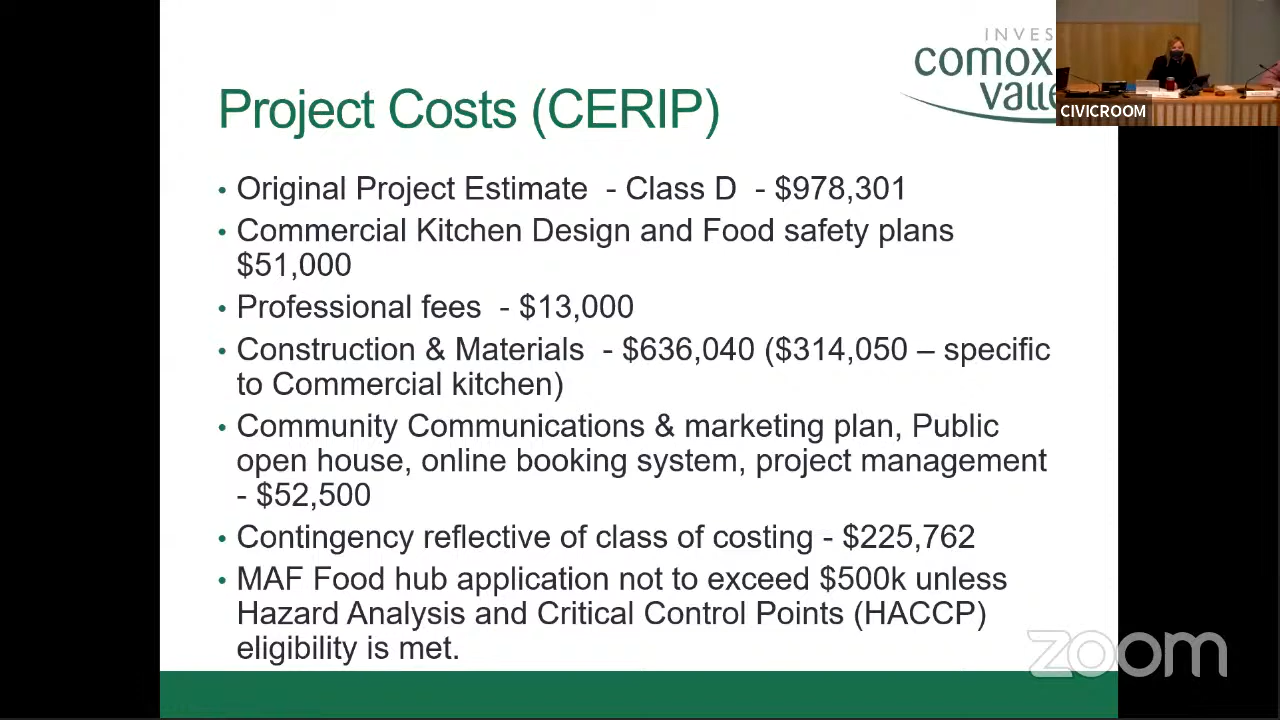 INVES
comox
valle
CIVICROOM
Project Costs (CERIP)
• Original Project Estimate - Class D - $978,301
• Commercial Kitchen Design and Food safety plans
$51,000
• Professional fees - $13,000
• Construction & Materials - $636,040 ($314,050 – specific
to Commercial kitchen)
• Community Communications & marketing plan, Public
open house, online booking system, project management
- $52,500
• Contingency reflective of class of costing - $225,762
• MAF Food hub application not to exceed $500k unless
Hazard Analysis and Critical Control Points (HACCP)
eligibility is met.
zoom